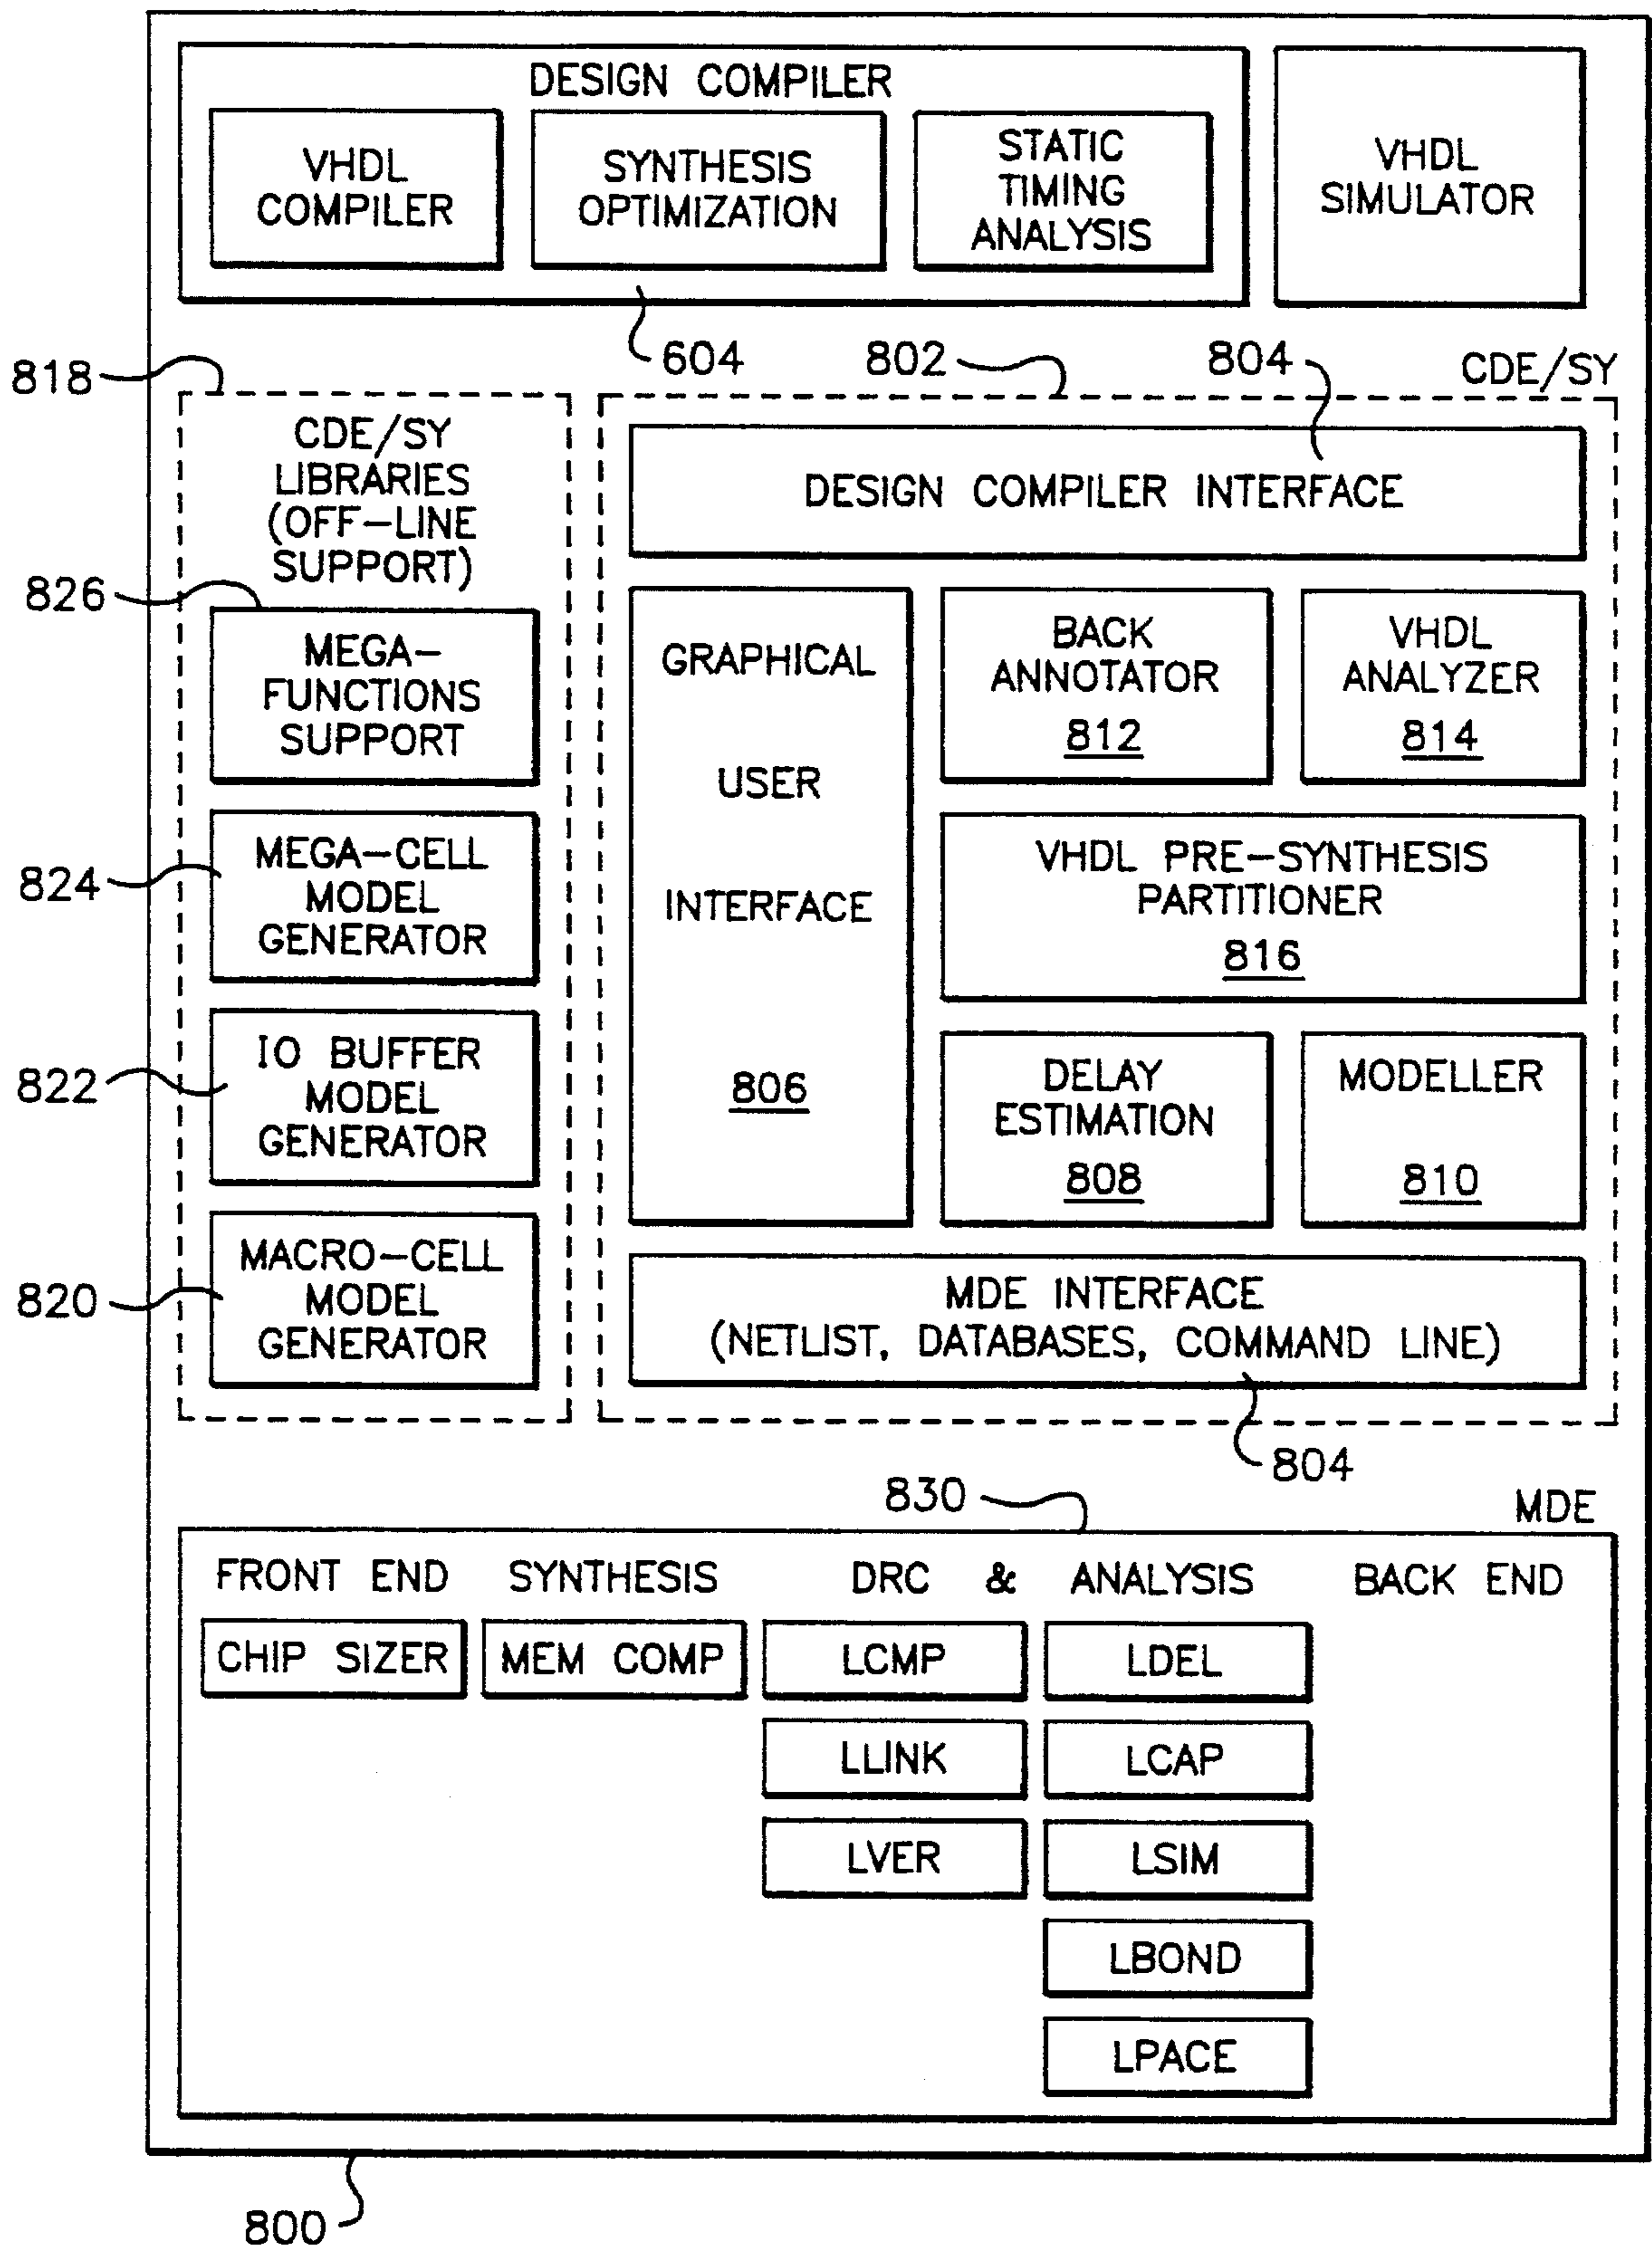 DESIGN COMPILER
VHDL
COMPILER
SYNTHESIS
OPTIMIZATION
STATIC
TIMING
ANALYSIS
VHDL
SIMULATOR
604
818
802
804
CDE/SY
CDE/SY
LIBRARIES
(OFF-LINE
SUPPORT)
826
MEGA-
FUNCTIONS
SUPPORT
824
MEGA-CELL
MODEL
GENERATOR
822
IO BUFFER
MODEL
GENERATOR
820
MACRO-CELL
MODEL
GENERATOR
DESIGN COMPILER INTERFACE
GRAPHICAL
USER
INTERFACE
806
BACK
ANNOTATOR
812
VHDL
ANALYZER
814
VHDL PRE-SYNTHESIS
PARTITIONER
816
DELAY
ESTIMATION
808
MODELLER
810
MDE INTERFACE
(NETLIST, DATABASES, COMMAND LINE)
804
830
MDE
FRONT END SYNTHESIS DRC & ANALYSIS BACK END
CHIP SIZER MEM COMP LCMP LDEL
LLINK LCAP
LVER LSIM
LBOND
LPACE
800